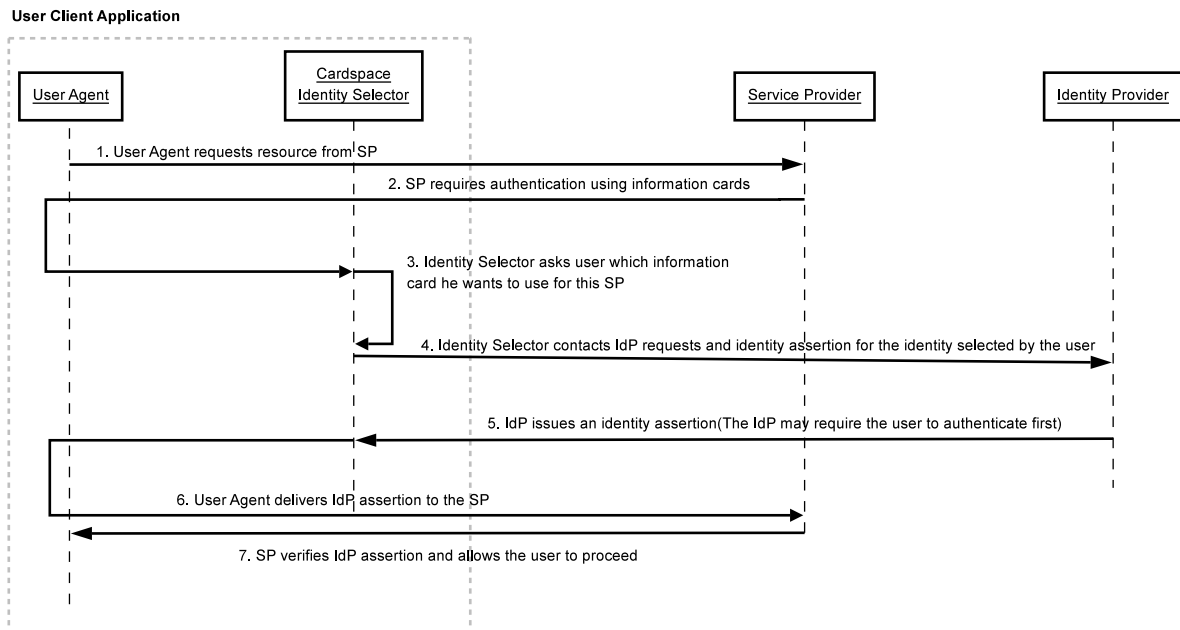 User Client Application
User Agent
Cardspace
Identity Selector
Service Provider
Identity Provider
1. User Agent requests resource from SP
2. SP requires authentication using information cards
3. Identity Selector asks user which information
card he wants to use for this SP
4. Identity Selector contacts IdP requests and identity assertion for the identity selected by the user
5. IdP issues an identity assertion(The IdP may require the user to authenticate first)
6. User Agent delivers IdP assertion to the SP
7. SP verifies IdP assertion and allows the user to proceed